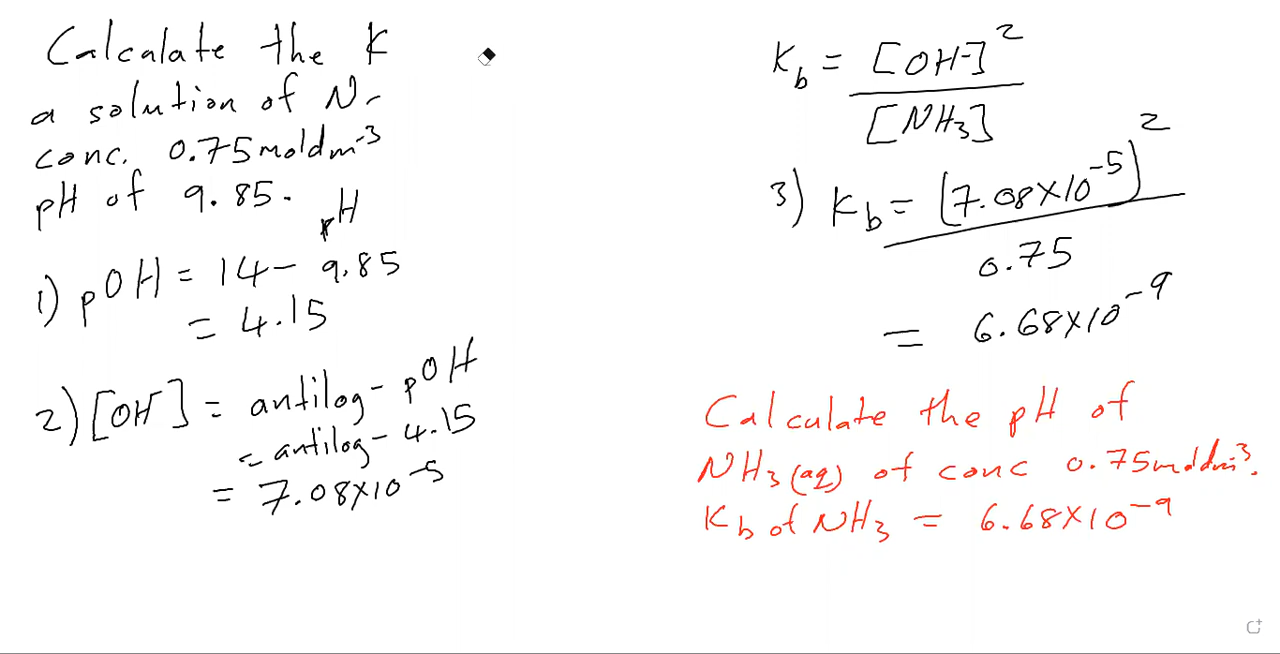 Calculate the K
a solution of N
conc. 0.75moldm⁻³
pH of 9.85.
pH
1) pOH = 14 - 9.85
= 4.15
2) [OH⁻] = antilog - pOH
= antilog - 4.15
= 7.08×10⁻⁵
Kb = [OH⁻]²
[NH₃]
3) Kb = (7.08×10⁻⁵)²
0.75
= 6.68×10⁻⁹
Calculate the pH of
NH₃(aq) of conc 0.75moldm⁻³.
Kb of NH₃ = 6.68×10⁻⁹